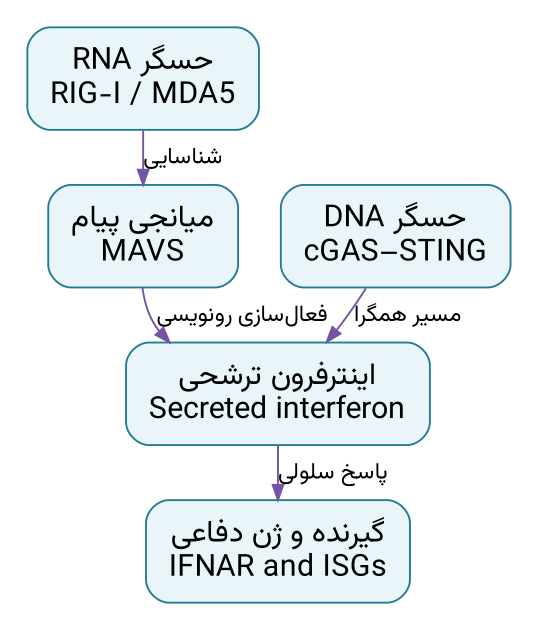 حسگر RNA
RIG-I / MDA5
شناسایی
میانجی پیام
MAVS
حسگر DNA
cGAS–STING
فعال‌سازی رونویسی
مسیر همگرا
اینترفرون ترشحی
Secreted interferon
پاسخ سلولی
گیرنده و ژن دفاعی
IFNAR and ISGs